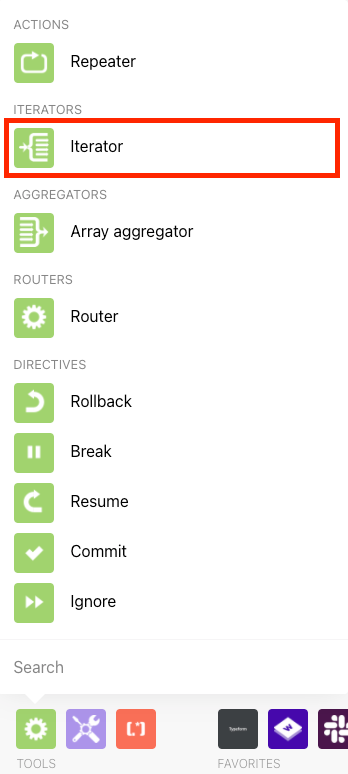 ACTIONS
Repeater
ITERATORS
Iterator
AGGREGATORS
Array aggregator
ROUTERS
Router
DIRECTIVES
Rollback
Break
Resume
Commit
Ignore
Search
[.*]
Typeform
W
TOOLS
FAVORITES